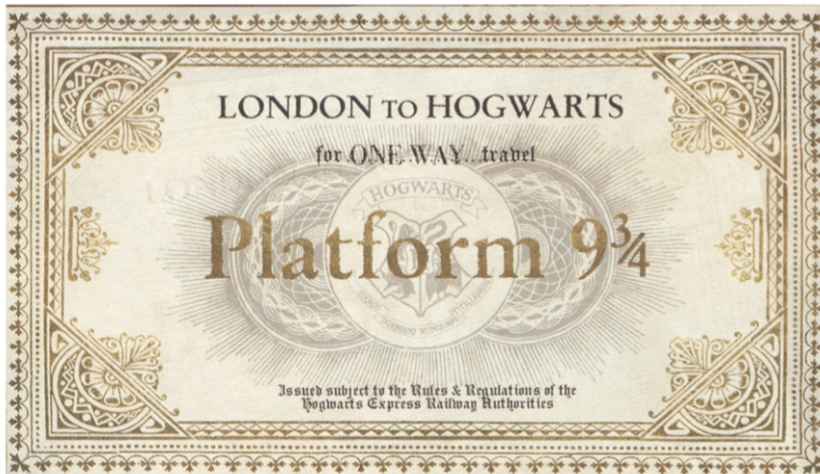 LONDON TO HOGWARTS
for ONE WAY travel
HOGWARTS
Platform 9¾
Issued subject to the Rules & Regulations of the
Hogwarts Express Railway Authorities